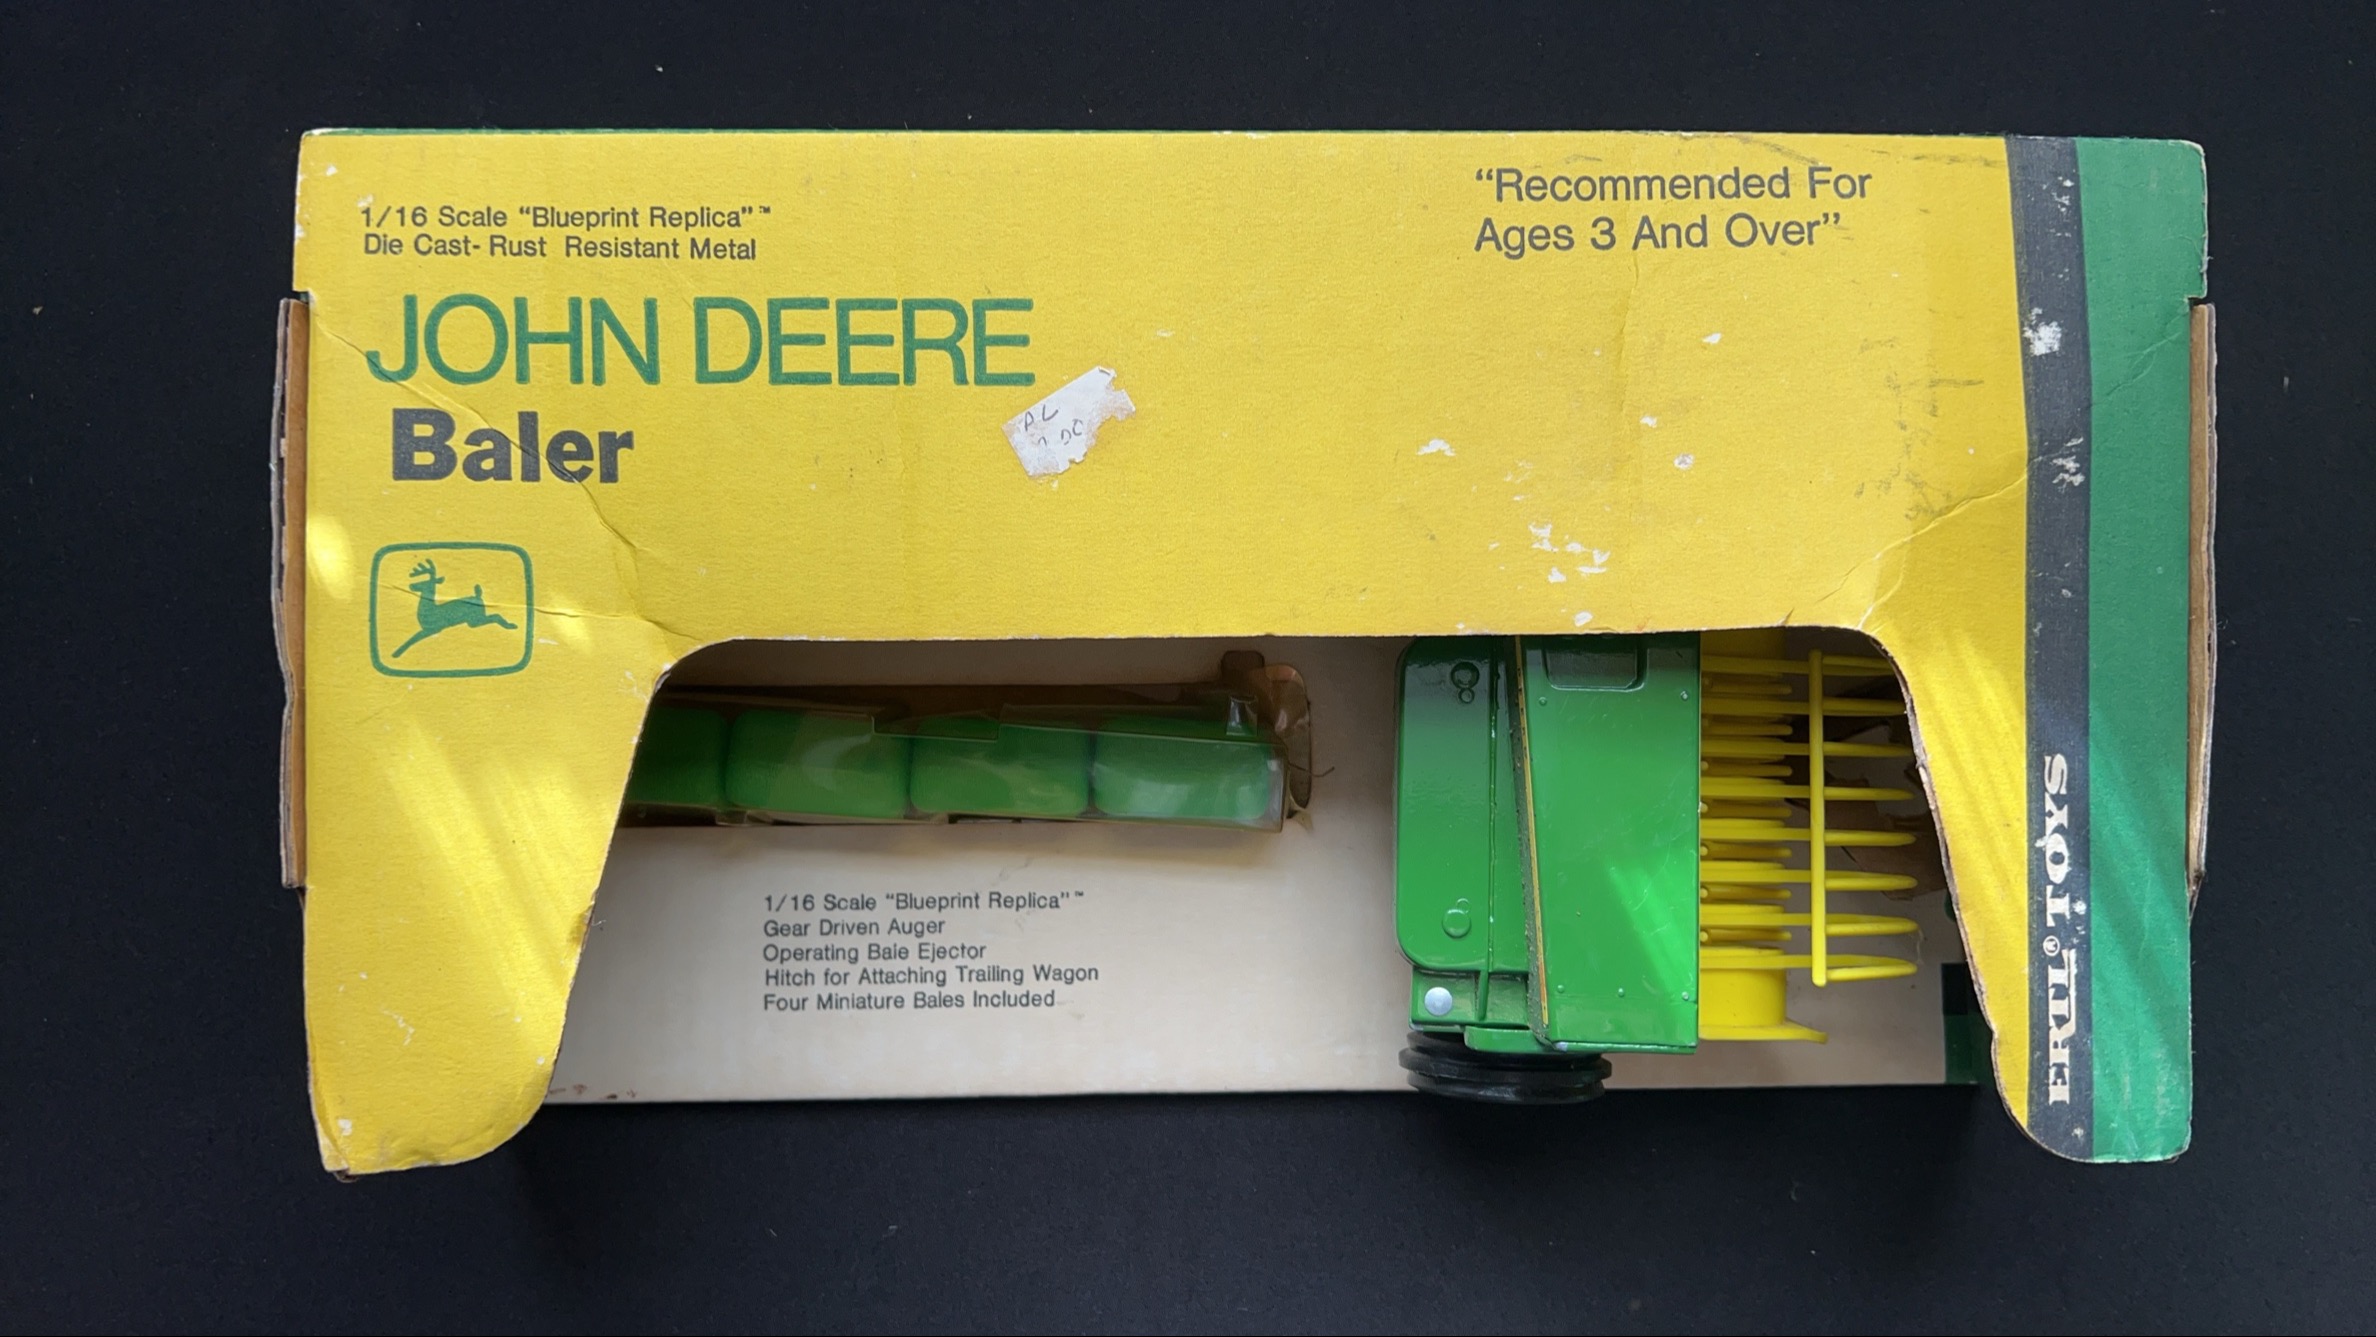 1/16 Scale “Blueprint Replica”™
Die Cast- Rust Resistant Metal
JOHN DEERE
Baler
“Recommended For
Ages 3 And Over”
1/16 Scale “Blueprint Replica”™
Gear Driven Auger
Operating Bale Ejector
Hitch for Attaching Trailing Wagon
Four Miniature Bales Included
ERTL® TOYS